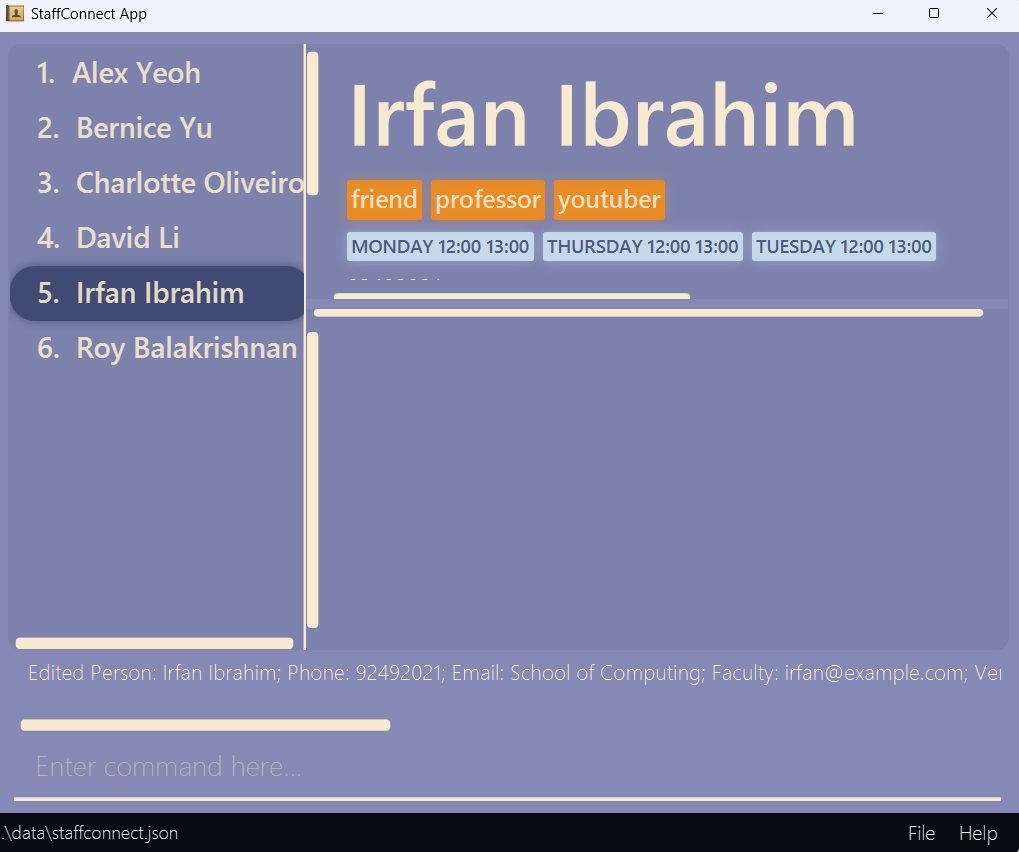 StaffConnect App
1. Alex Yeoh
2. Bernice Yu
3. Charlotte Oliveiro
4. David Li
5. Irfan Ibrahim
6. Roy Balakrishnan
Irfan Ibrahim
friend professor youtuber
MONDAY 12:00 13:00 THURSDAY 12:00 13:00 TUESDAY 12:00 13:00
Edited Person: Irfan Ibrahim; Phone: 92492021; Email: School of Computing; Faculty: irfan@example.com; Ver
Enter command here...
.\data\staffconnect.json
File Help